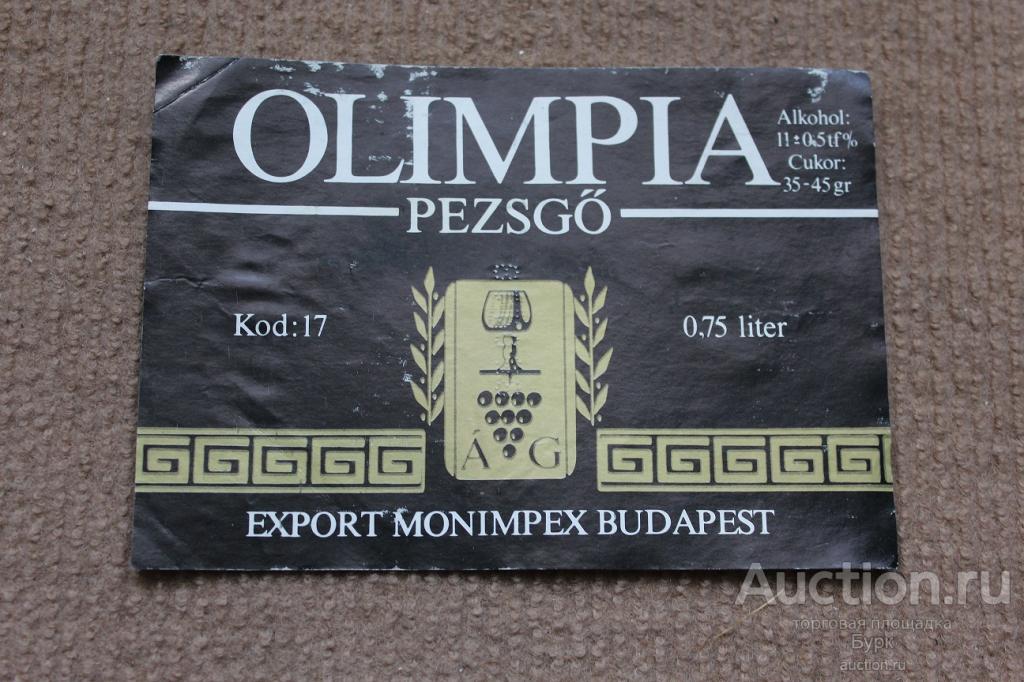 OLIMPIA
Alkohol:
11±0,5tf%
Cukor:
35-45gr
PEZSGŐ
Kod:17
0,75 liter
Á G
EXPORT MONIMPEX BUDAPEST
Auction.ru
торговая площадка
Бурк
auction.ru